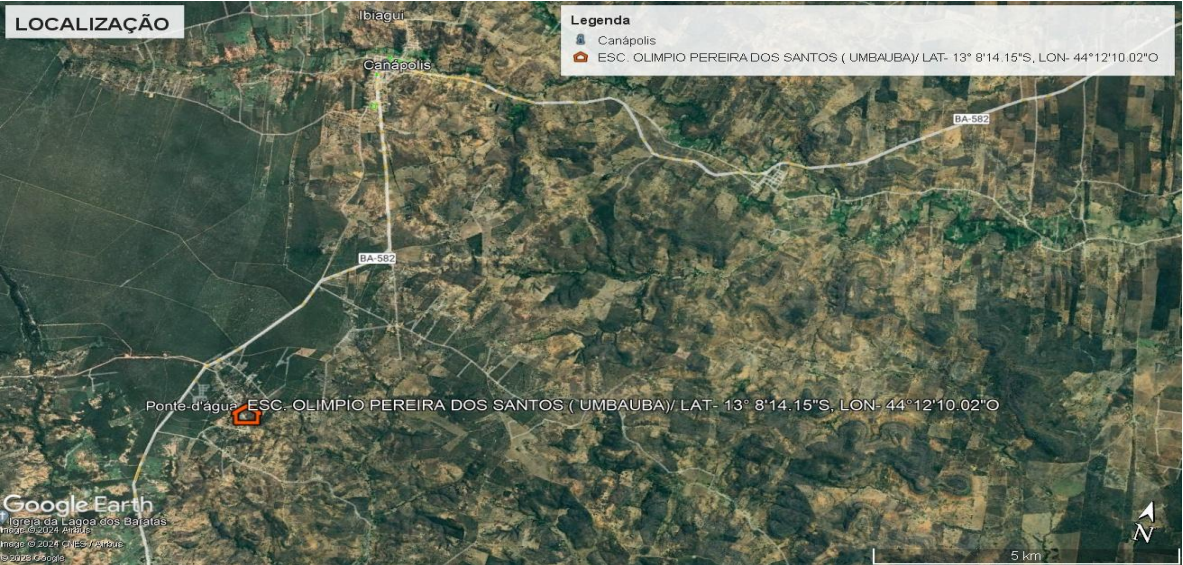 LOCALIZAÇÃO
Ibiagui
Legenda
Canápolis
ESC. OLIMPIO PEREIRA DOS SANTOS ( UMBAUBA)/ LAT- 13° 8'14.15"S, LON- 44°12'10.02"O
Canápolis
BA-582
BA-582
Ponte-d'água
ESC. OLIMPIO PEREIRA DOS SANTOS ( UMBAUBA)/ LAT- 13° 8'14.15"S, LON- 44°12'10.02"O
Google Earth
Igreja da Lagoa dos Baratas
Image © 2024 Airbus
Image © 2024 CNES / Airbus
© 2023 Google
N
5 km